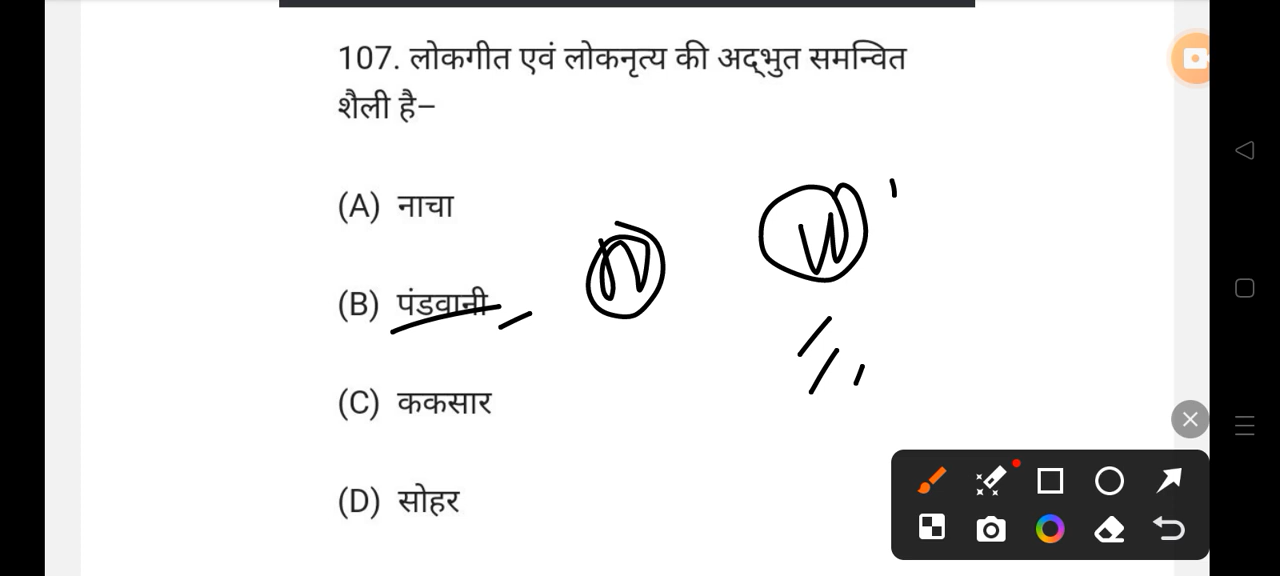 107. लोकगीत एवं लोकनृत्य की अद्भुत समन्वित
शैली है–
(A) नाचा
(B) पंडवानी
(C) ककसार
(D) सोहर